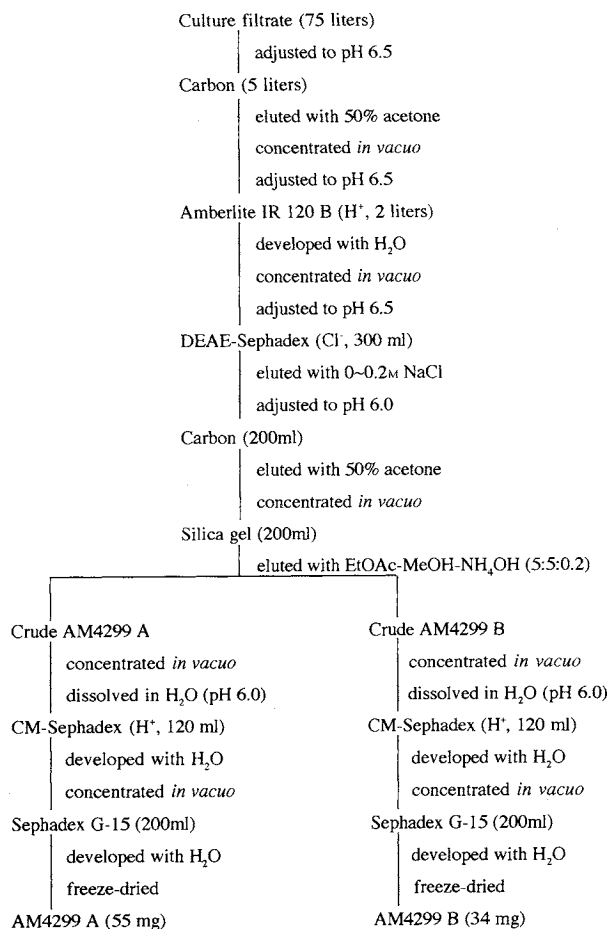 Culture filtrate (75 liters)
adjusted to pH 6.5
Carbon (5 liters)
eluted with 50% acetone
concentrated in vacuo
adjusted to pH 6.5
Amberlite IR 120 B (H⁺, 2 liters)
developed with H₂O
concentrated in vacuo
adjusted to pH 6.5
DEAE-Sephadex (Cl⁻, 300 ml)
eluted with 0~0.2M NaCl
adjusted to pH 6.0
Carbon (200ml)
eluted with 50% acetone
concentrated in vacuo
Silica gel (200ml)
eluted with EtOAc-MeOH-NH₄OH (5:5:0.2)
Crude AM4299 A
concentrated in vacuo
dissolved in H₂O (pH 6.0)
CM-Sephadex (H⁺, 120 ml)
developed with H₂O
concentrated in vacuo
Sephadex G-15 (200ml)
developed with H₂O
freeze-dried
AM4299 A (55 mg)
Crude AM4299 B
concentrated in vacuo
dissolved in H₂O (pH 6.0)
CM-Sephadex (H⁺, 120 ml)
developed with H₂O
concentrated in vacuo
Sephadex G-15 (200ml)
developed with H₂O
freeze-dried
AM4299 B (34 mg)